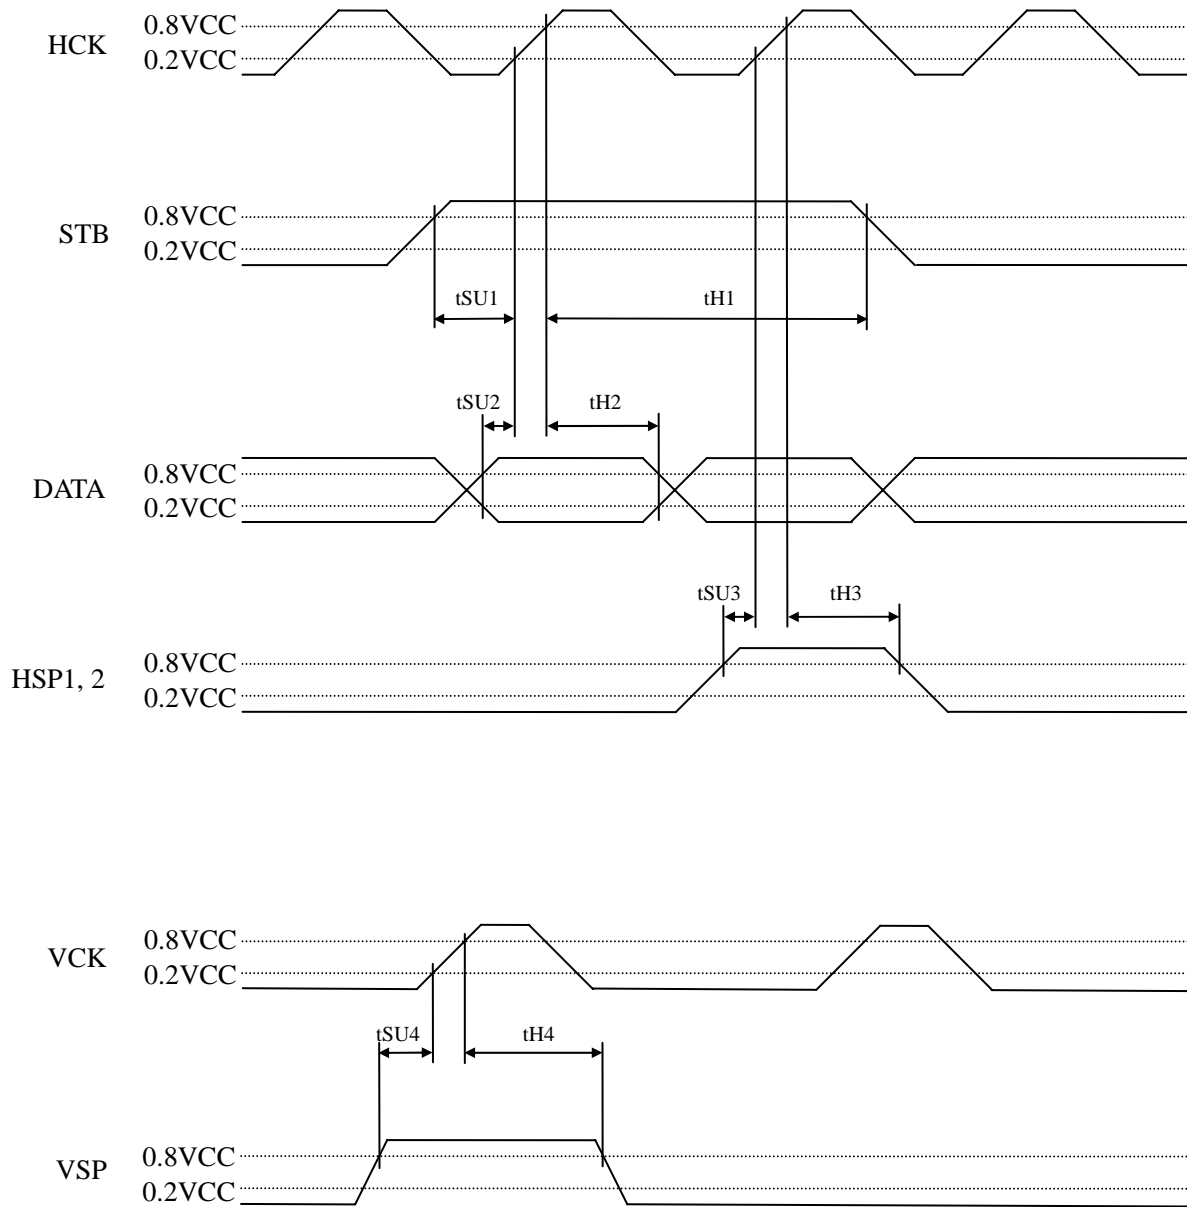 HCK
0.8VCC
0.2VCC
STB
0.8VCC
0.2VCC
tSU1
tH1
tSU2
tH2
DATA
0.8VCC
0.2VCC
tSU3
tH3
HSP1, 2
0.8VCC
0.2VCC
VCK
0.8VCC
0.2VCC
tSU4
tH4
VSP
0.8VCC
0.2VCC